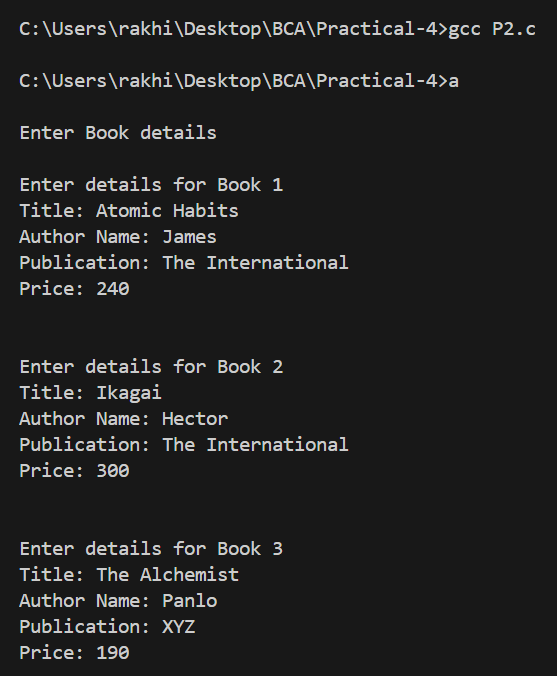 C:\Users\rakhi\Desktop\BCA\Practical-4>gcc P2.c
C:\Users\rakhi\Desktop\BCA\Practical-4>a
Enter Book details
Enter details for Book 1
Title: Atomic Habits
Author Name: James
Publication: The International
Price: 240
Enter details for Book 2
Title: Ikagai
Author Name: Hector
Publication: The International
Price: 300
Enter details for Book 3
Title: The Alchemist
Author Name: Panlo
Publication: XYZ
Price: 190